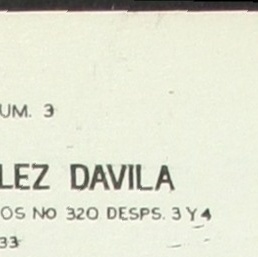 UM. 3
LEZ DAVILA
OS NO 320 DESPS. 3 Y 4
33